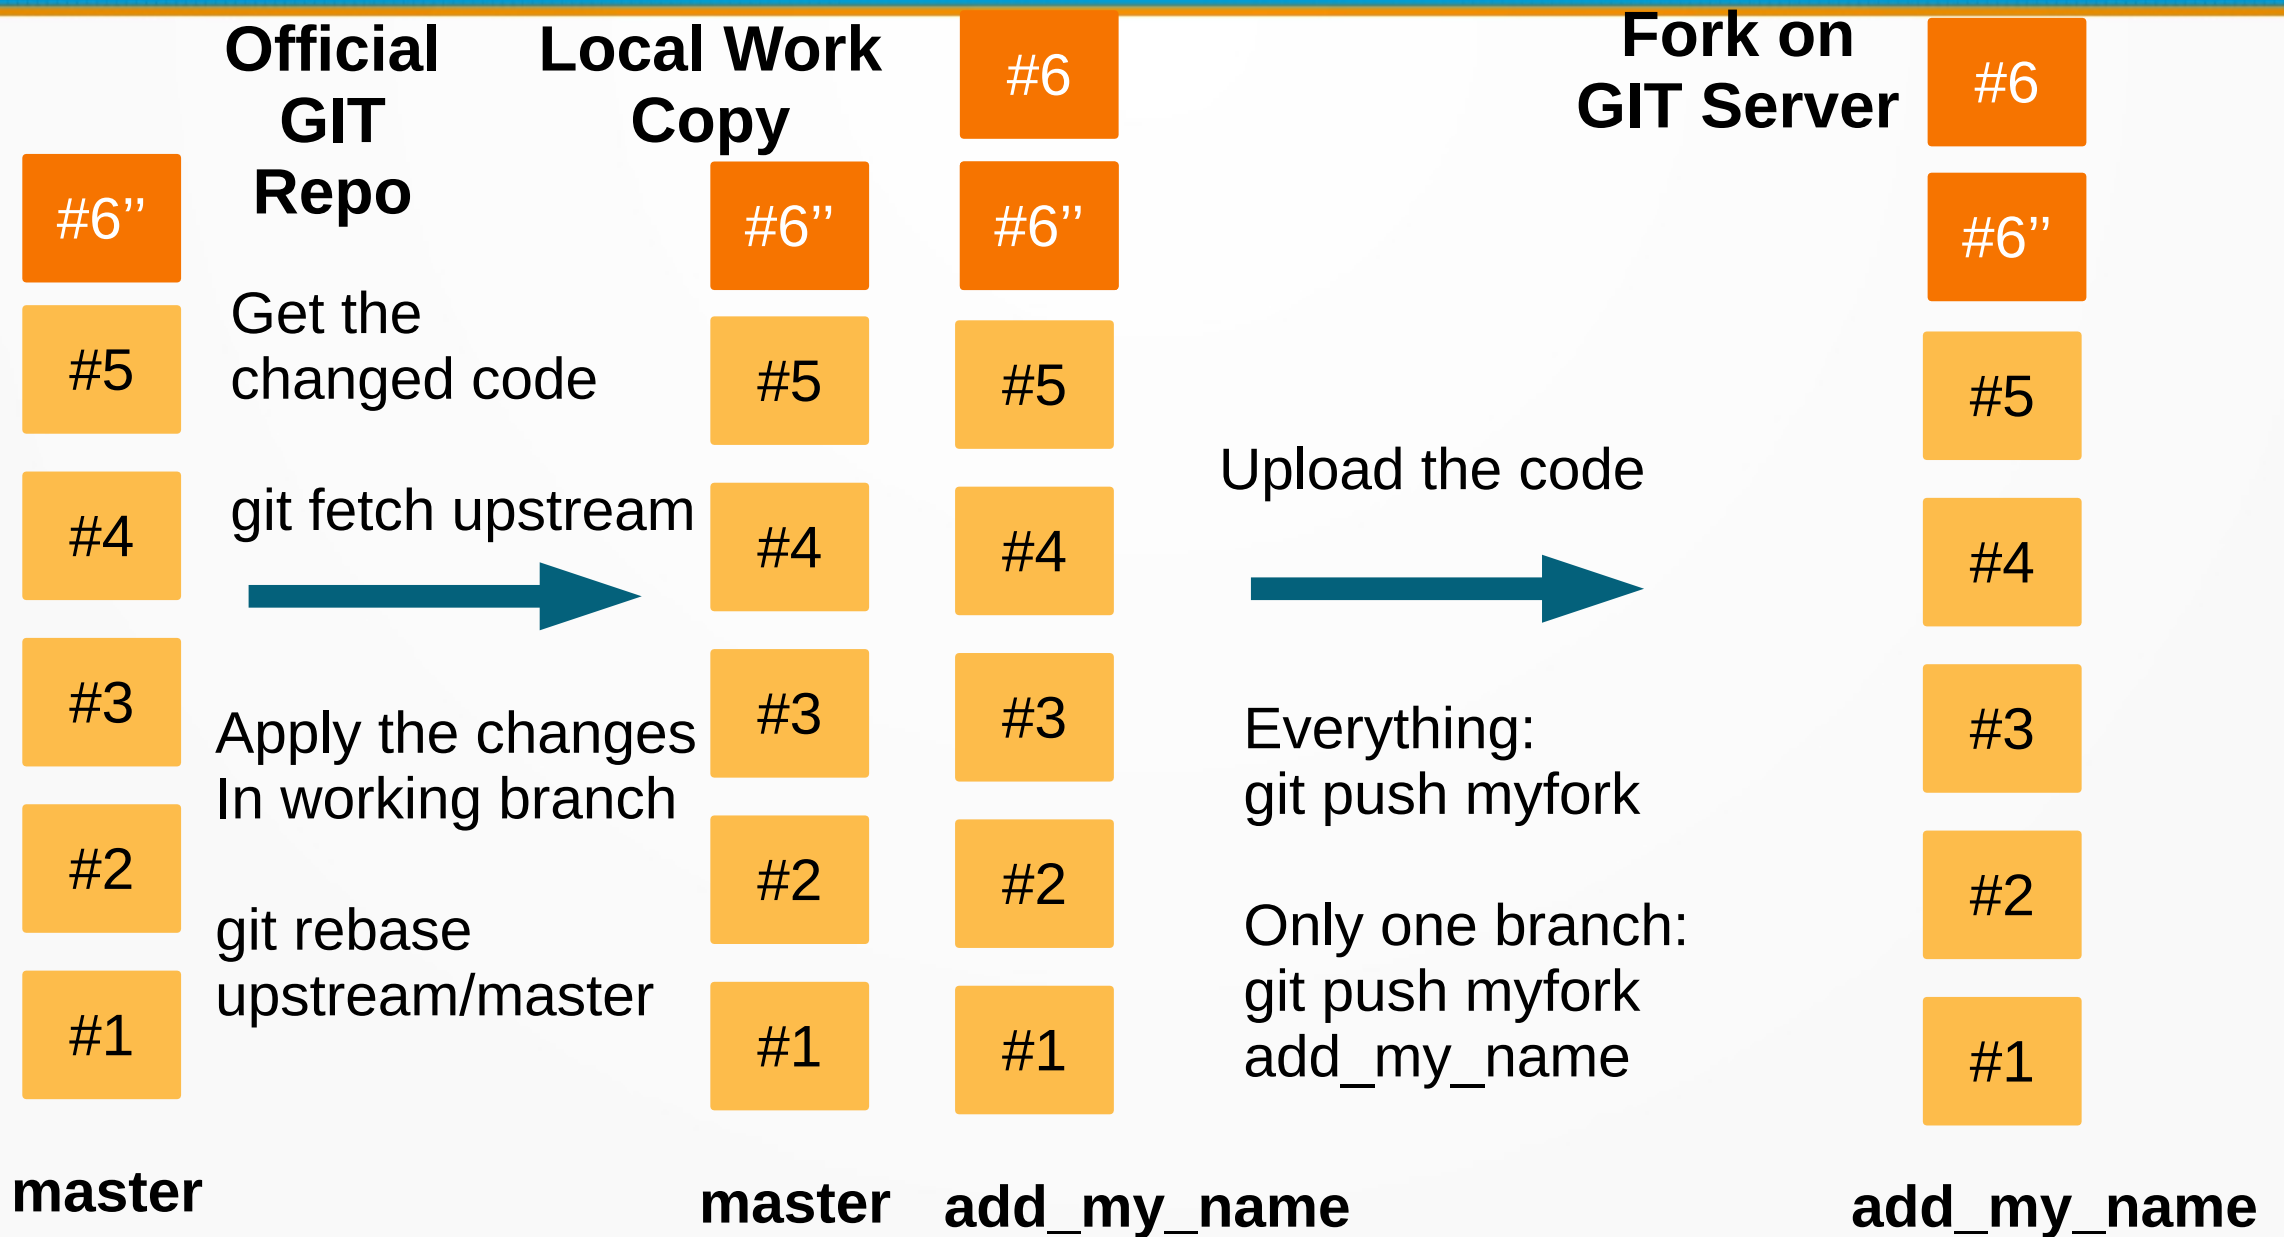 Official
GIT
Repo
#6’’
#5
#4
#3
#2
#1
master
Get the
changed code
git fetch upstream
Apply the changes
In working branch
git rebase
upstream/master
Local Work
Copy
#6’’
#5
#4
#3
#2
#1
master
#6
#6’’
#5
#4
#3
#2
#1
add_my_name
Upload the code
Everything:
git push myfork
Only one branch:
git push myfork
add_my_name
Fork on
GIT Server
#6
#6’’
#5
#4
#3
#2
#1
add_my_name